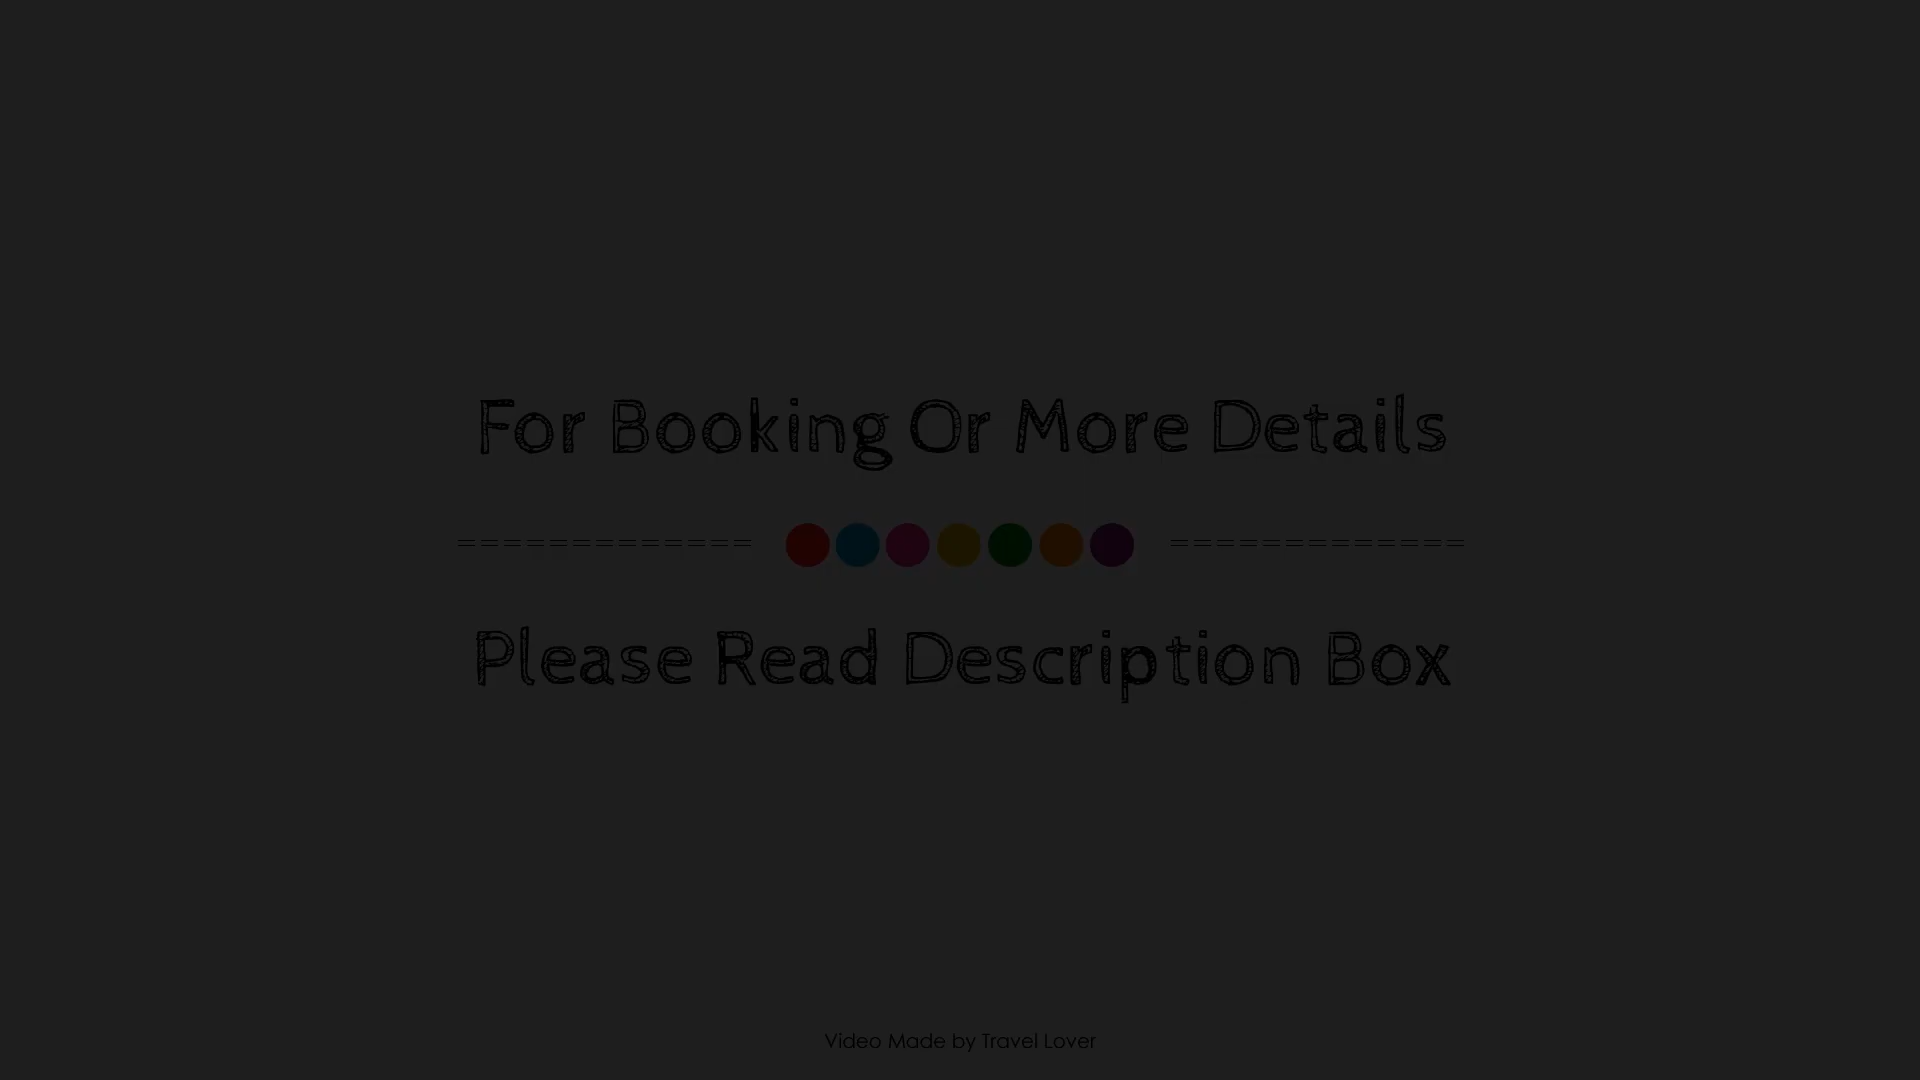 For Booking Or More Details
============= =============
Please Read Description Box
Video Made by Travel Lover